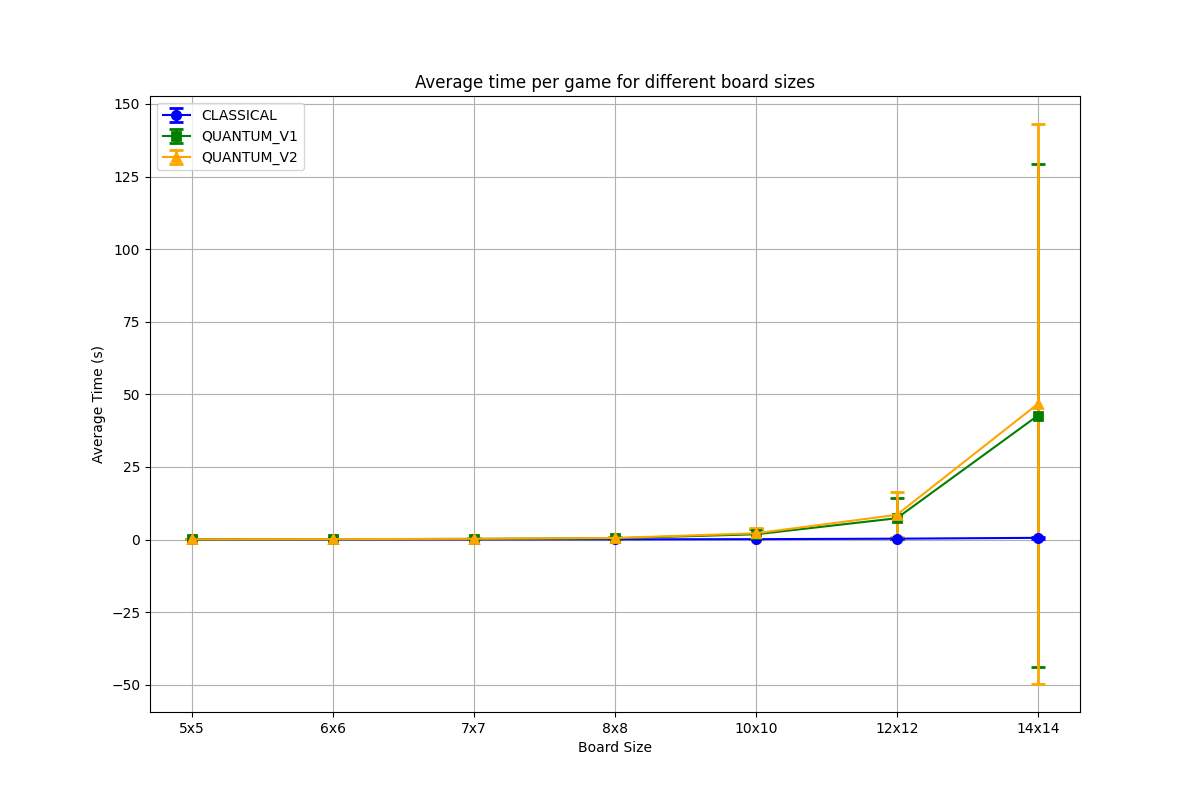 Average time per game for different board sizes
CLASSICAL
QUANTUM_V1
QUANTUM_V2
Average Time (s)
150
125
100
75
50
25
0
−25
−50
5x5 6x6 7x7 8x8 10x10 12x12 14x14
Board Size